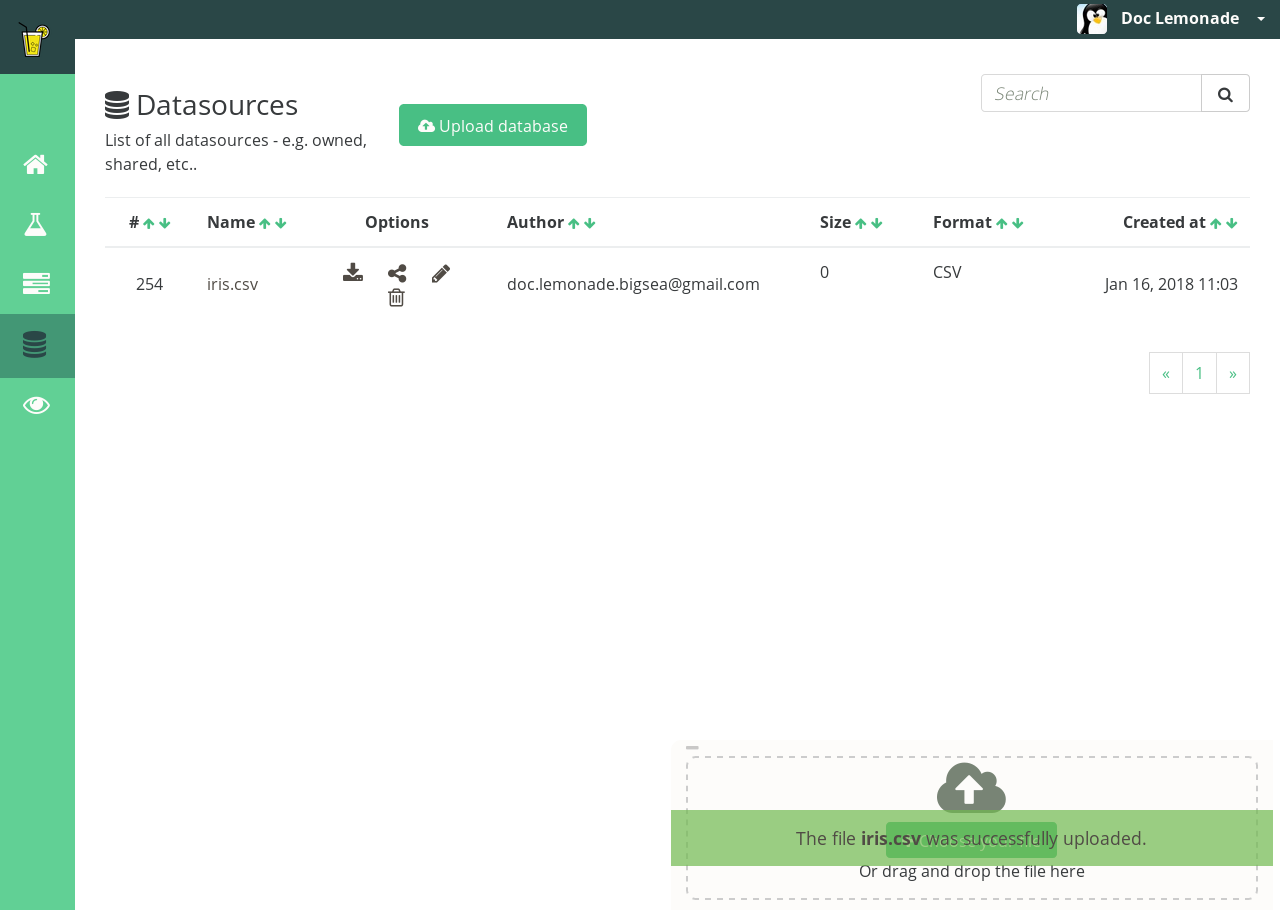 Doc Lemonade
Datasources
List of all datasources - e.g. owned,
shared, etc..
Upload database
Search
# Name Options Author Size Format Created at
254 iris.csv doc.lemonade.bigsea@gmail.com 0 CSV Jan 16, 2018 11:03
« 1 »
The file iris.csv was successfully uploaded.
Or drag and drop the file here